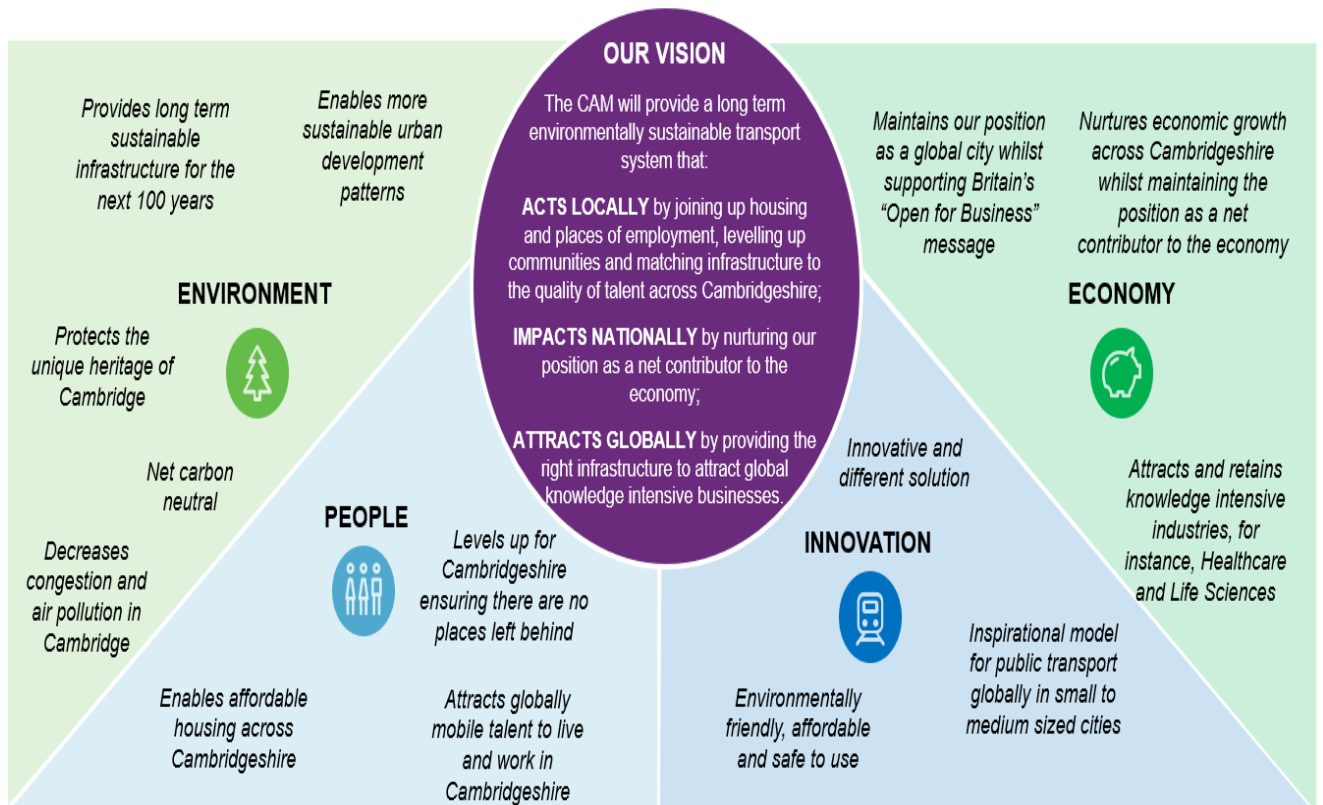 OUR VISION
The CAM will provide a long term
environmentally sustainable transport
system that:
ACTS LOCALLY by joining up housing
and places of employment, levelling up
communities and matching infrastructure to
the quality of talent across Cambridgeshire;
IMPACTS NATIONALLY by nurturing our
position as a net contributor to the
economy;
ATTRACTS GLOBALLY by providing the
right infrastructure to attract global
knowledge intensive businesses.
Provides long term
sustainable
infrastructure for the
next 100 years
Enables more
sustainable urban
development
patterns
ENVIRONMENT
Protects the
unique heritage of
Cambridge
Net carbon
neutral
Decreases
congestion and
air pollution in
Cambridge
PEOPLE
Levels up for
Cambridgeshire
ensuring there are no
places left behind
Enables affordable
housing across
Cambridgeshire
Attracts globally
mobile talent to live
and work in
Cambridgeshire
Innovative and
different solution
INNOVATION
Environmentally
friendly, affordable
and safe to use
Inspirational model
for public transport
globally in small to
medium sized cities
Maintains our position
as a global city whilst
supporting Britain's
“Open for Business”
message
Nurtures economic growth
across Cambridgeshire
whilst maintaining the
position as a net
contributor to the economy
ECONOMY
Attracts and retains
knowledge intensive
industries, for
instance, Healthcare
and Life Sciences